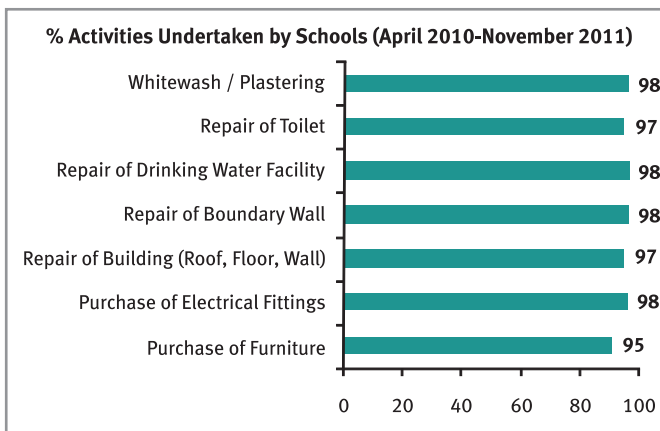 % Activities Undertaken by Schools (April 2010-November 2011)
Whitewash / Plastering 98
Repair of Toilet 97
Repair of Drinking Water Facility 98
Repair of Boundary Wall 98
Repair of Building (Roof, Floor, Wall) 97
Purchase of Electrical Fittings 98
Purchase of Furniture 95
0 20 40 60 80 100